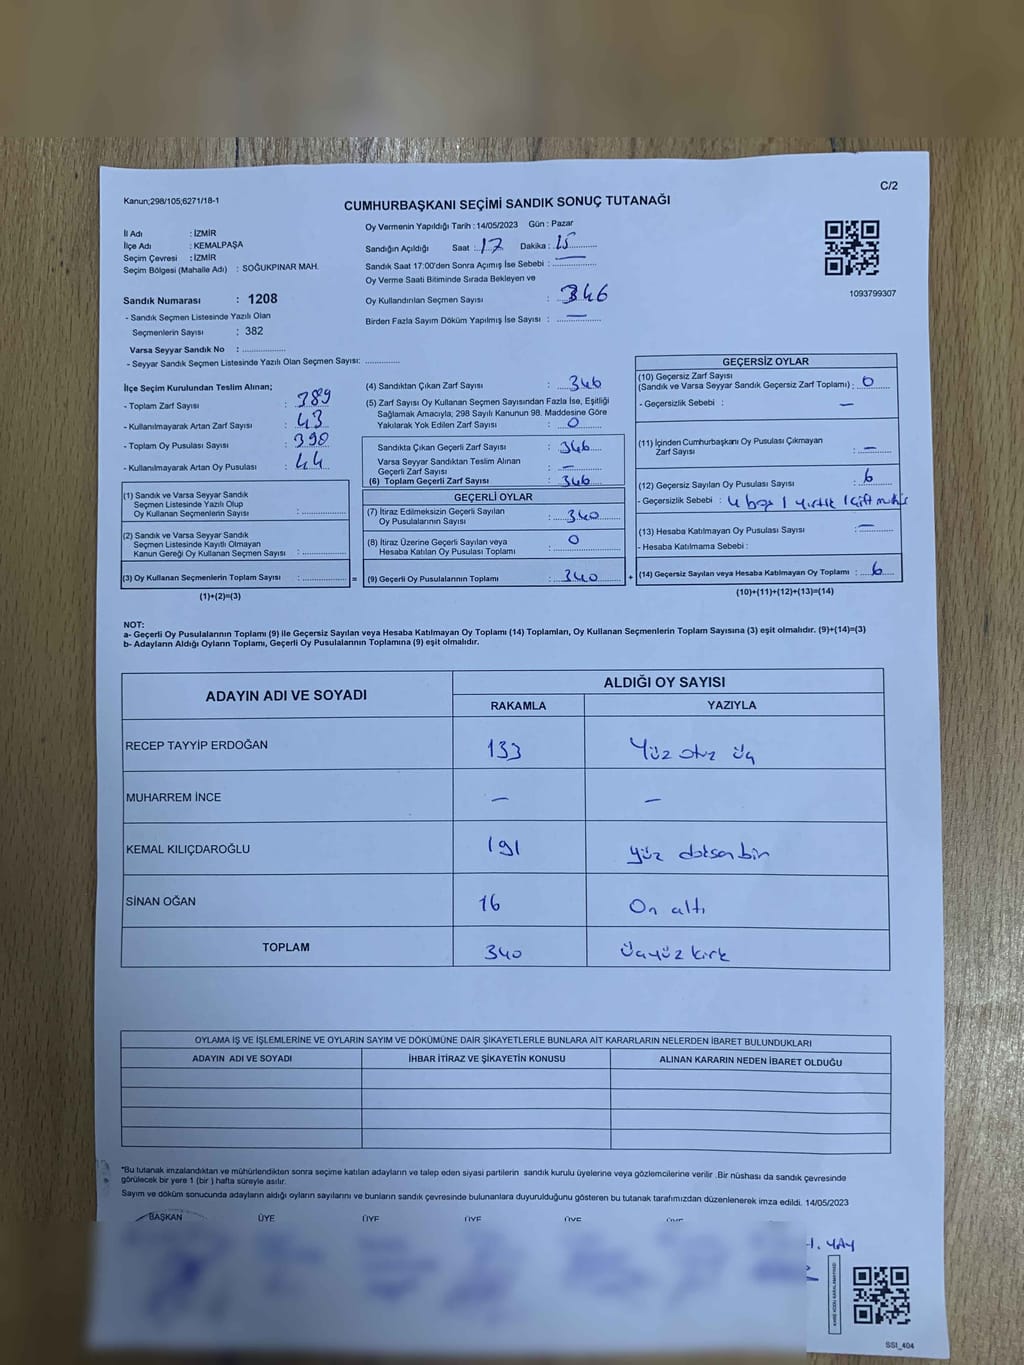 C/2
Kanun;298/105;6271/18-1
CUMHURBAŞKANI SEÇİMİ SANDIK SONUÇ TUTANAĞI
İl Adı : İZMİR
İlçe Adı : KEMALPAŞA
Seçim Çevresi : İZMİR
Seçim Bölgesi (Mahalle Adı) : SOĞUKPINAR MAH.
Sandık Numarası : 1208
- Sandık Seçmen Listesinde Yazılı Olan
Seçmenlerin Sayısı : 382
Varsa Seyyar Sandık No : ..............
- Seyyar Sandık Seçmen Listesinde Yazılı Olan Seçmen Sayısı: ............
Oy Vermenin Yapıldığı Tarih : 14/05/2023 Gün : Pazar
Sandığın Açıldığı Saat : 17 Dakika : 15
Sandık Saat 17:00'den Sonra Açımış İse Sebebi : —
Oy Verme Saati Bitiminde Sırada Bekleyen ve
Oy Kullandırılan Seçmen Sayısı : 346
Birden Fazla Sayım Döküm Yapılmış İse Sayısı : —
1093799307
İlçe Seçim Kurulundan Teslim Alınan;
- Toplam Zarf Sayısı : 389
- Kullanılmayarak Artan Zarf Sayısı : 43
- Toplam Oy Pusulası Sayısı : 390
- Kullanılmayarak Artan Oy Pusulası : 44
(1) Sandık ve Varsa Seyyar Sandık
Seçmen Listesinde Yazılı Olup
Oy Kullanan Seçmenlerin Sayısı : ............
(2) Sandık ve Varsa Seyyar Sandık
Seçmen Listesinde Kayıtlı Olmayan
Kanun Gereği Oy Kullanan Seçmen Sayısı : ............
(3) Oy Kullanan Seçmenlerin Toplam Sayısı : ............ =
(1)+(2)=(3)
(4) Sandıktan Çıkan Zarf Sayısı : 346
(5) Zarf Sayısı Oy Kullanan Seçmen Sayısından Fazla İse, Eşitliği
Sağlamak Amacıyla; 298 Sayılı Kanunun 98. Maddesine Göre
Yakılarak Yok Edilen Zarf Sayısı : 0
Sandıkta Çıkan Geçerli Zarf Sayısı : 346
Varsa Seyyar Sandıktan Teslim Alınan
Geçerli Zarf Sayısı : —
(6) Toplam Geçerli Zarf Sayısı : 346
GEÇERLİ OYLAR
(7) İtiraz Edilmeksizin Geçerli Sayılan
Oy Pusulalarının Sayısı : 340
(8) İtiraz Üzerine Geçerli Sayılan veya
Hesaba Katılan Oy Pusulası Toplamı : 0
(9) Geçerli Oy Pusulalarının Toplamı : 340 +
GEÇERSİZ OYLAR
(10) Geçersiz Zarf Sayısı
(Sandık ve Varsa Seyyar Sandık Geçersiz Zarf Toplamı) : 0
- Geçersizlik Sebebi : —
(11) İçinden Cumhurbaşkanı Oy Pusulası Çıkmayan
Zarf Sayısı : —
(12) Geçersiz Sayılan Oy Pusulası Sayısı : 6
- Geçersizlik Sebebi : 4 boş 1 yırtık 1 çift
(13) Hesaba Katılmayan Oy Pusulası Sayısı : —
- Hesaba Katılmama Sebebi :
(14) Geçersiz Sayılan veya Hesaba Katılmayan Oy Toplamı : 6
(10)+(11)+(12)+(13)=(14)
NOT:
a- Geçerli Oy Pusulalarının Toplamı (9) ile Geçersiz Sayılan veya Hesaba Katılmayan Oy Toplamı (14) Toplamları, Oy Kullanan Seçmenlerin Toplam Sayısına (3) eşit olmalıdır. (9)+(14)=(3)
b- Adayların Aldığı Oyların Toplamı, Geçerli Oy Pusulalarının Toplamına (9) eşit olmalıdır.
ADAYIN ADI VE SOYADI ALDIĞI OY SAYISI
RAKAMLA YAZIYLA
RECEP TAYYİP ERDOĞAN 133 Yüz otuz üç
MUHARREM İNCE — —
KEMAL KILIÇDAROĞLU 191 yüz doksan bir
SİNAN OĞAN 16 On altı
TOPLAM 340 Üçyüz kırk
OYLAMA İŞ VE İŞLEMLERİNE VE OYLARIN SAYIM VE DÖKÜMÜNE DAİR ŞİKAYETLERLE BUNLARA AİT KARARLARIN NELERDEN İBARET BULUNDUKLARI
ADAYIN ADI VE SOYADI İHBAR İTİRAZ VE ŞİKAYETİN KONUSU ALINAN KARARIN NEDEN İBARET OLDUĞU
*Bu tutanak imzalandıktan ve mühürlendikten sonra seçime katılan adayların ve talep eden siyasi partilerin sandık kurulu üyelerine veya gözlemcilerine verilir .Bir nüshası da sandık çevresinde
görülecek bir yere 1 (bir ) hafta süreyle asılır.
Sayım ve döküm sonucunda adayların aldığı oyların sayılarını ve bunların sandık çevresinde bulunanlara duyurulduğunu gösteren bu tutanak tarafımızdan düzenlenerek imza edildi. 14/05/2023
BAŞKAN ÜYE ÜYE ÜYE ÜYE ÜYE
YAY
SSI_404